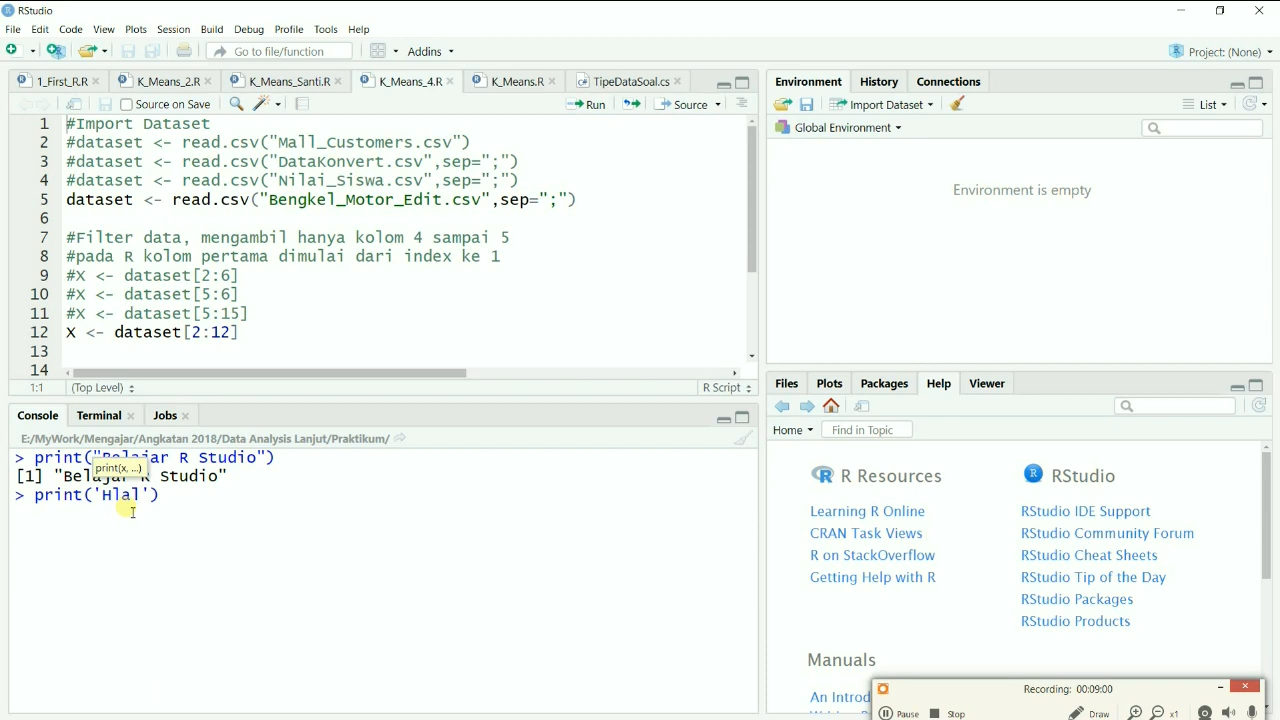 RStudio
File Edit Code View Plots Session Build Debug Profile Tools Help
Go to file/function Addins Project: (None)
1_First_R.R K_Means_2.R K_Means_Santi.R K_Means_4.R K_Means.R TipeDataSoal.cs
Source on Save Run Source
1 #Import Dataset
2 #dataset <- read.csv("Mall_Customers.csv")
3 #dataset <- read.csv("DataKonvert.csv",sep=";")
4 #dataset <- read.csv("Nilai_Siswa.csv",sep=";")
5 dataset <- read.csv("Bengkel_Motor_Edit.csv",sep=";")
6
7 #Filter data, mengambil hanya kolom 4 sampai 5
8 #pada R kolom pertama dimulai dari index ke 1
9 #X <- dataset[2:6]
10 #X <- dataset[5:6]
11 #X <- dataset[5:15]
12 X <- dataset[2:12]
13
14
1:1 (Top Level) R Script
Console Terminal Jobs
E:/MyWork/Mengajar/Angkatan 2018/Data Analysis Lanjut/Praktikum/
> print("Belajar R Studio")
print(x, ...)
[1] "Belajar R Studio"
> print('Hlal')
Environment History Connections
Import Dataset List
Global Environment
Environment is empty
Files Plots Packages Help Viewer
Home Find in Topic
R Resources
Learning R Online
CRAN Task Views
R on StackOverflow
Getting Help with R
RStudio
RStudio IDE Support
RStudio Community Forum
RStudio Cheat Sheets
RStudio Tip of the Day
RStudio Packages
RStudio Products
Manuals
An Introd
Recording: 00:09:00
Pause Stop Draw x1